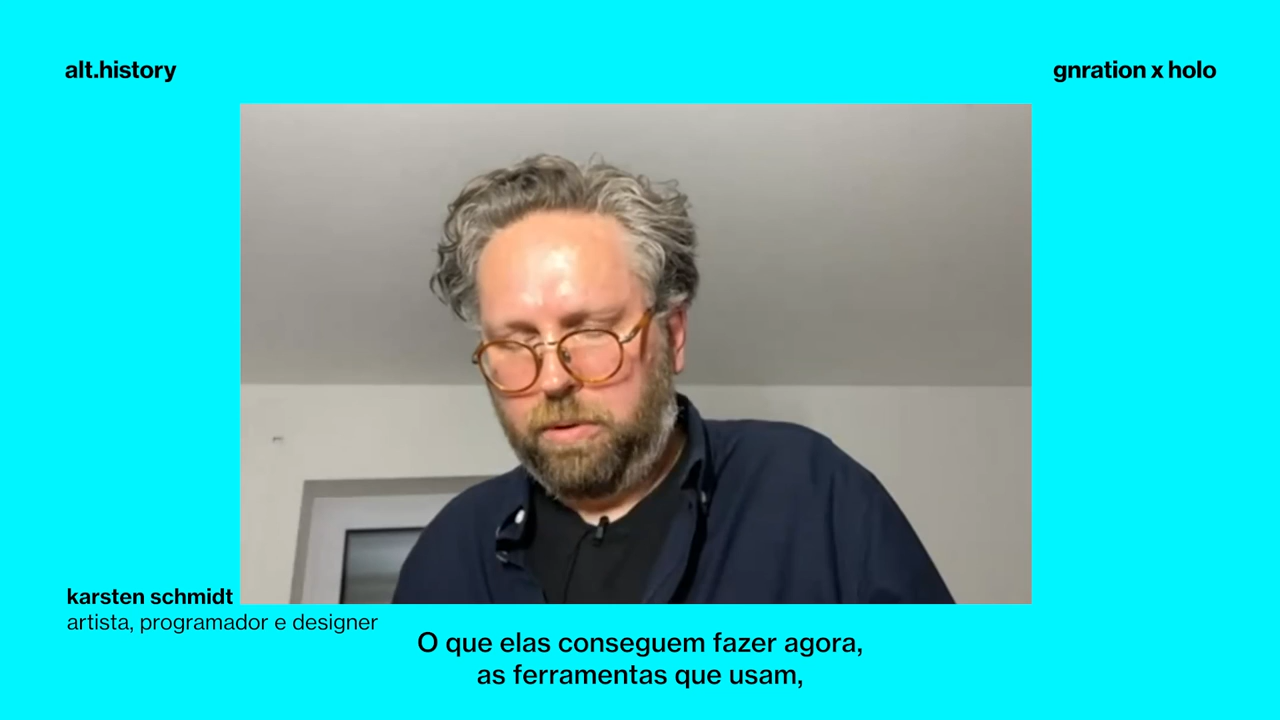 alt.history
gnration x holo
karsten schmidt
artista, programador e designer
O que elas conseguem fazer agora,
as ferramentas que usam,